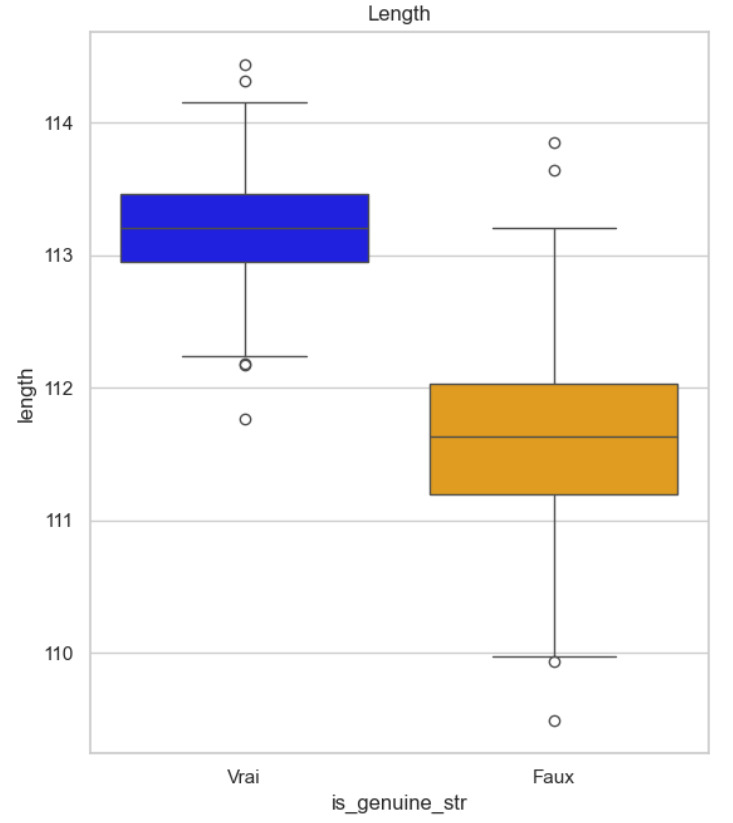 Length
114
113
112
111
110
length
Vrai
Faux
is_genuine_str